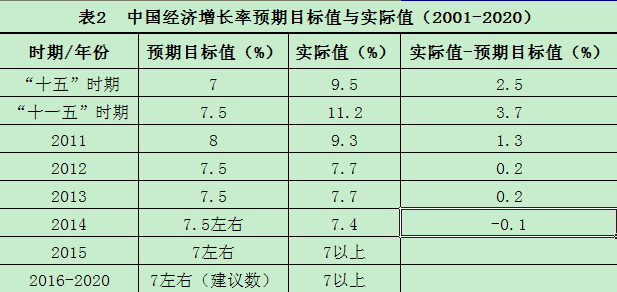 表2 中国经济增长率预期目标值与实际值（2001-2020）
时期/年份 预期目标值（%） 实际值（%） 实际值-预期目标值（%）
“十五”时期 7 9.5 2.5
“十一五”时期 7.5 11.2 3.7
2011 8 9.3 1.3
2012 7.5 7.7 0.2
2013 7.5 7.7 0.2
2014 7.5左右 7.4 -0.1
2015 7左右 7以上
2016-2020 7左右（建议数） 7以上